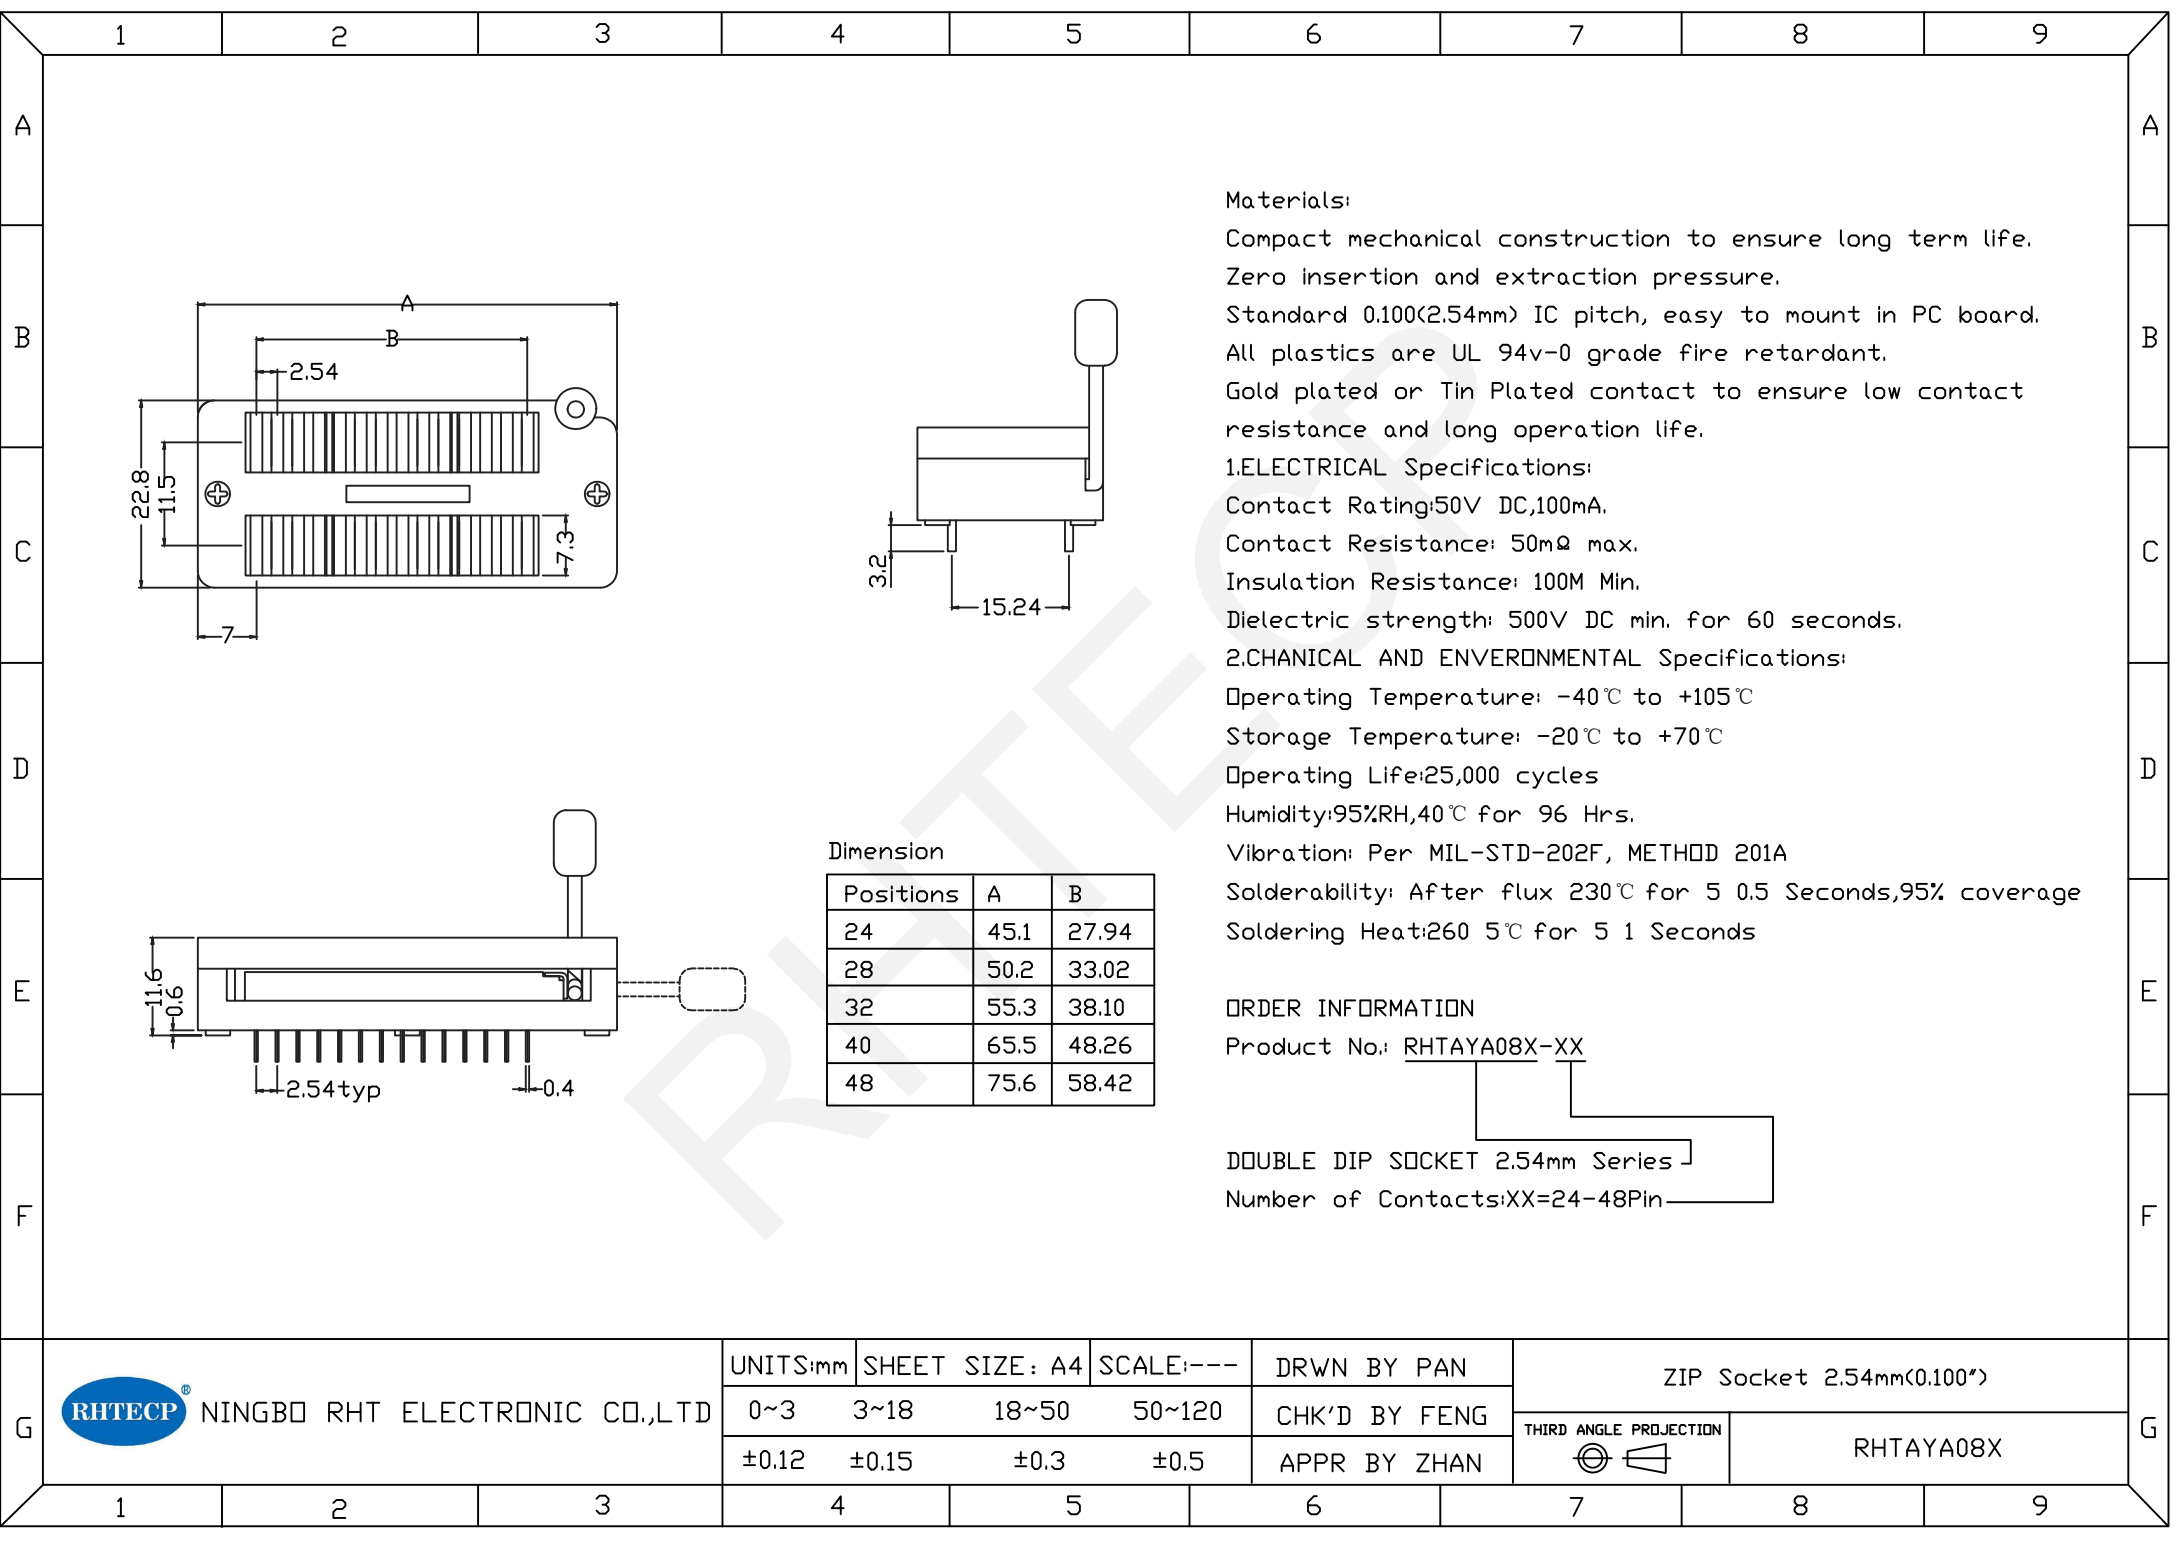 1 2 3 4 5 6 7 8 9
A A
B B
C C
D D
E E
F F
G G
A
B
2.54
22.8
11.5
7.3
7
3.2
15.24
11.6
0.6
2.54typ
0.4
Dimension
Positions A B
24 45.1 27.94
28 50.2 33.02
32 55.3 38.10
40 65.5 48.26
48 75.6 58.42
Materials:
Compact mechanical construction to ensure long term life.
Zero insertion and extraction pressure.
Standard 0.100(2.54mm) IC pitch, easy to mount in PC board.
All plastics are UL 94v-0 grade fire retardant.
Gold plated or Tin Plated contact to ensure low contact
resistance and long operation life.
1.ELECTRICAL Specifications:
Contact Rating:50V DC,100mA.
Contact Resistance: 50mΩ max.
Insulation Resistance: 100M Min.
Dielectric strength: 500V DC min. for 60 seconds.
2.CHANICAL AND ENVERONMENTAL Specifications:
Operating Temperature: -40℃ to +105℃
Storage Temperature: -20℃ to +70℃
Operating Life:25,000 cycles
Humidity:95%RH,40℃ for 96 Hrs.
Vibration: Per MIL-STD-202F, METHOD 201A
Solderability: After flux 230℃ for 5 0.5 Seconds,95% coverage
Soldering Heat:260 5℃ for 5 1 Seconds
ORDER INFORMATION
Product No.: RHTAYA08X-XX
DOUBLE DIP SOCKET 2.54mm Series
Number of Contacts:XX=24-48Pin
RHTECP
RHTECP® NINGBO RHT ELECTRONIC CO.,LTD
UNITS:mm SHEET SIZE: A4 SCALE:---
0~3 3~18 18~50 50~120
±0.12 ±0.15 ±0.3 ±0.5
DRWN BY PAN
CHK'D BY FENG
APPR BY ZHAN
ZIP Socket 2.54mm(0.100")
THIRD ANGLE PROJECTION
RHTAYA08X
1 2 3 4 5 6 7 8 9